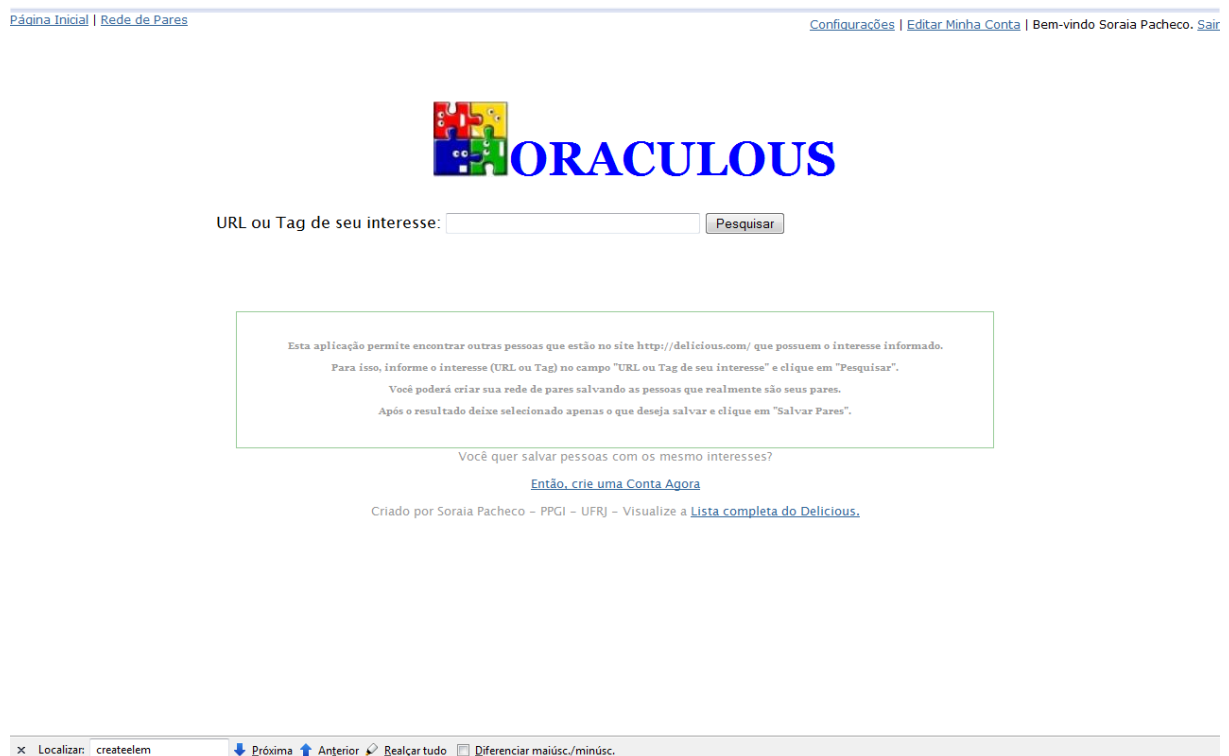 Página Inicial | Rede de Pares
Configurações | Editar Minha Conta | Bem-vindo Soraia Pacheco. Sair
ORACULOUS
URL ou Tag de seu interesse: Pesquisar
Esta aplicação permite encontrar outras pessoas que estão no site http://delicious.com/ que possuem o interesse informado.
Para isso, informe o interesse (URL ou Tag) no campo "URL ou Tag de seu interesse" e clique em "Pesquisar".
Você poderá criar sua rede de pares salvando as pessoas que realmente são seus pares.
Após o resultado deixe selecionado apenas o que deseja salvar e clique em "Salvar Pares".
Você quer salvar pessoas com os mesmo interesses?
Então, crie uma Conta Agora
Criado por Soraia Pacheco – PPGI – UFRJ – Visualize a Lista completa do Delicious.
x Localizar: createelem Próxima Anterior Realçar tudo Diferenciar maiúsc./minúsc.